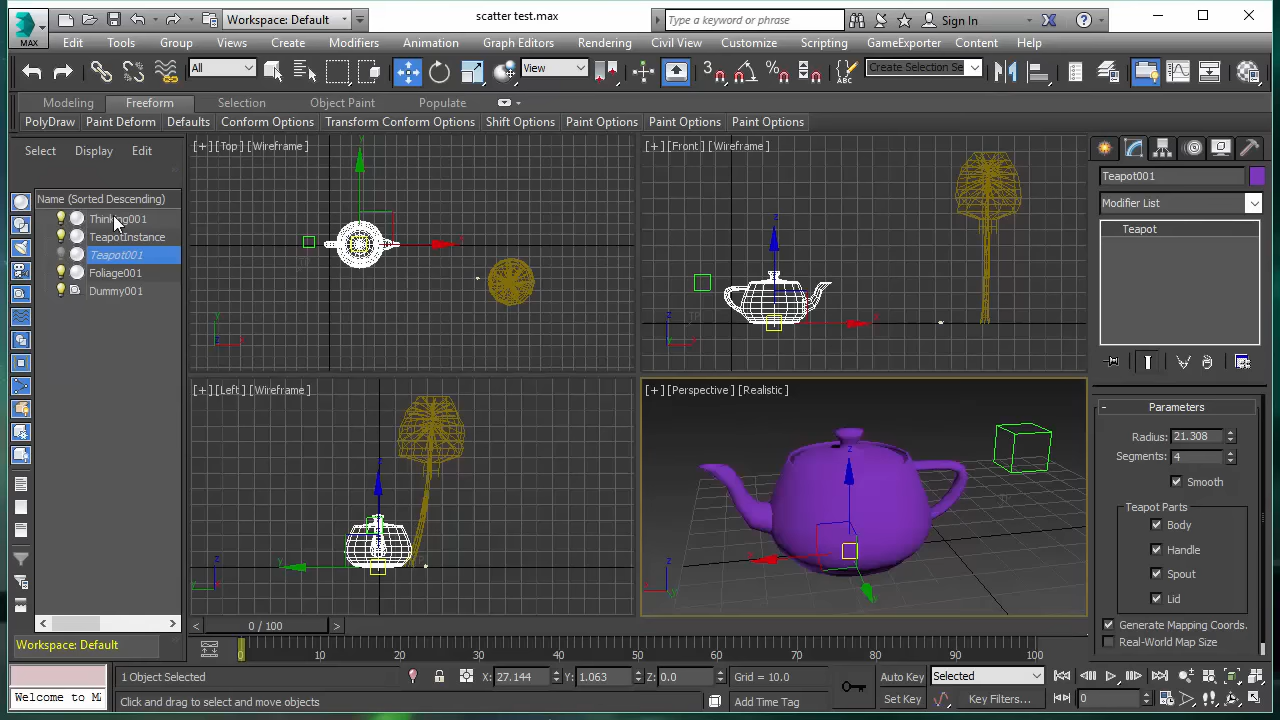 Workspace: Default
scatter test.max
Type a keyword or phrase
Sign In
MAX
Edit Tools Group Views Create Modifiers Animation Graph Editors Rendering Civil View Customize Scripting GameExporter Content Help
All
View
3
Create Selection Se
Modeling Freeform Selection Object Paint Populate
PolyDraw Paint Deform Defaults Conform Options Transform Conform Options Shift Options Paint Options Paint Options Paint Options
Select Display Edit
Name (Sorted Descending)
Thinking001
TeapotInstance
Teapot001
Foliage001
Dummy001
[+] [Top] [Wireframe]
[+] [Front] [Wireframe]
[+] [Left] [Wireframe]
[+] [Perspective] [Realistic]
Teapot001
Modifier List
Teapot
- Parameters
Radius: 21.308
Segments: 4
Smooth
Teapot Parts
Body
Handle
Spout
Lid
Generate Mapping Coords.
Real-World Map Size
< 0 / 100 >
Workspace: Default
0 10 20 30 40 50 60 70 80 90 100
1 Object Selected
X: 27.144 Y: 1.063 Z: 0.0
Grid = 10.0
Auto Key
Selected
Welcome to M
Click and drag to select and move objects
Add Time Tag
Set Key
Key Filters...
0